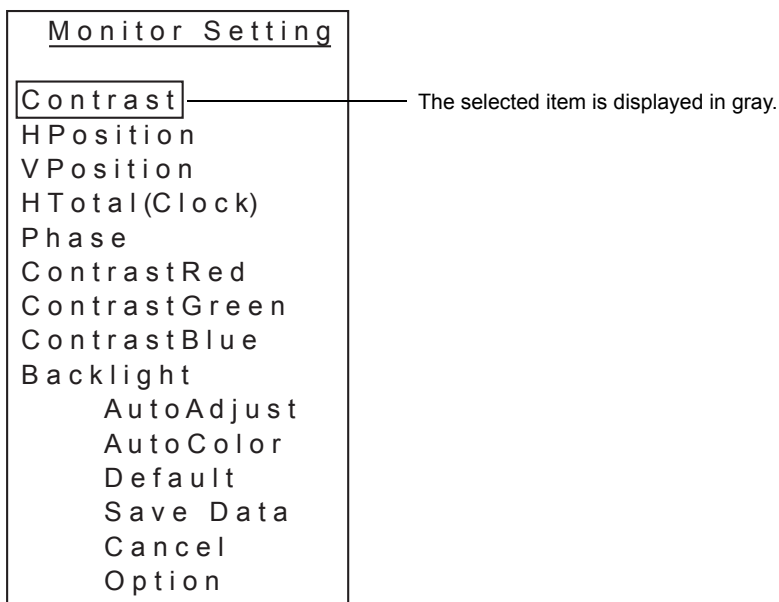 Monitor Setting
Contrast
The selected item is displayed in gray.
HPosition
VPosition
HTotal(Clock)
Phase
ContrastRed
ContrastGreen
ContrastBlue
Backlight
AutoAdjust
AutoColor
Default
Save Data
Cancel
Option